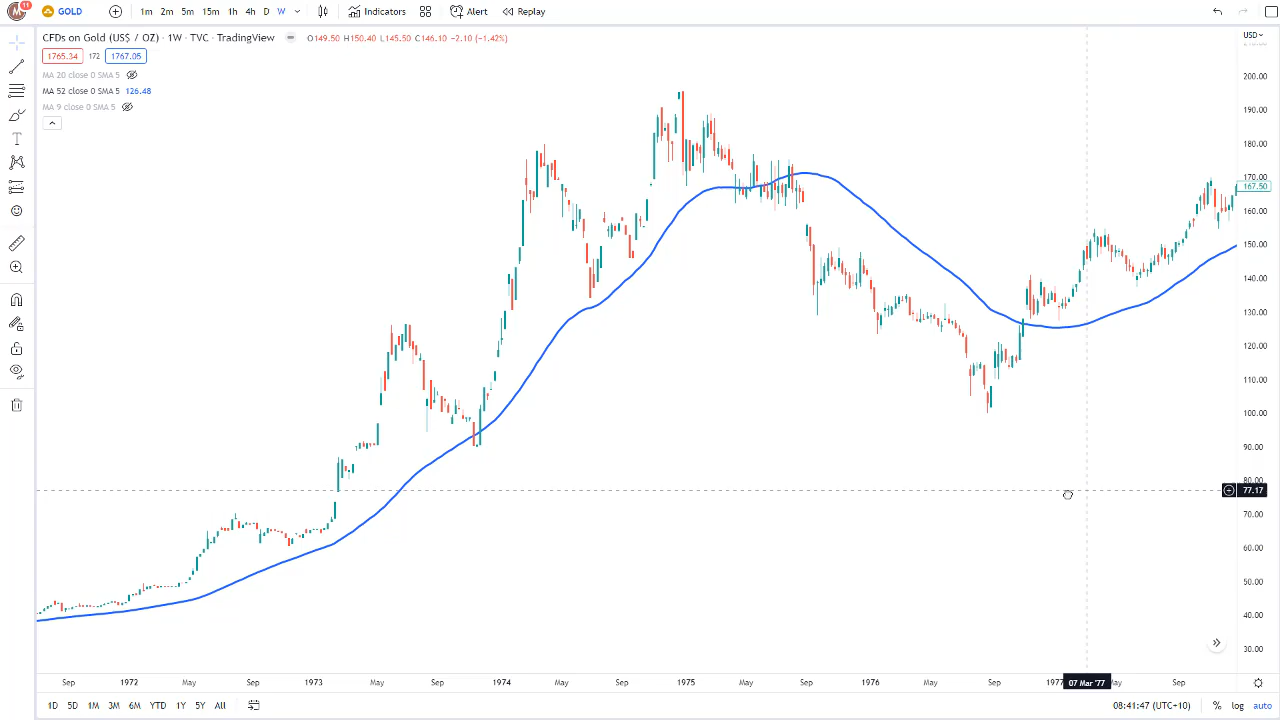 M 11 GOLD 1m 2m 5m 15m 1h 4h D W Indicators Alert Replay
CFDs on Gold (US$ / OZ) · 1W · TVC · TradingView O149.50 H150.40 L145.50 C146.10 −2.10 (−1.42%) USD
1765.34 172 1767.05
MA 20 close 0 SMA 5
MA 52 close 0 SMA 5 126.48
MA 9 close 0 SMA 5
200.00
190.00
180.00
170.00
167.50
160.00
150.00
140.00
130.00
120.00
110.00
100.00
90.00
80.00
77.17
70.00
60.00
50.00
40.00
30.00
Sep 1972 May Sep 1973 May Sep 1974 May Sep 1975 May Sep 1976 May Sep 1977 07 Mar '77 May Sep
1D 5D 1M 3M 6M YTD 1Y 5Y All 08:41:47 (UTC+10) % log auto